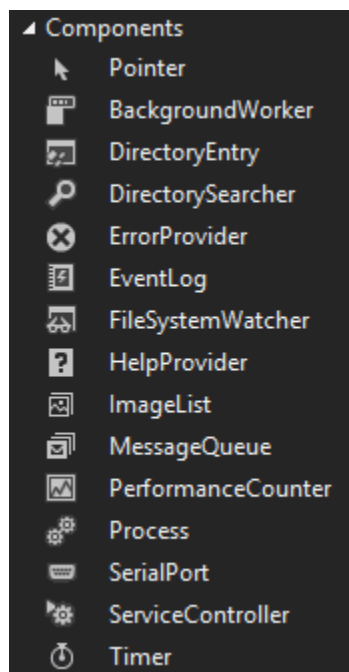 Components
Pointer
BackgroundWorker
DirectoryEntry
DirectorySearcher
ErrorProvider
EventLog
FileSystemWatcher
HelpProvider
ImageList
MessageQueue
PerformanceCounter
Process
SerialPort
ServiceController
Timer